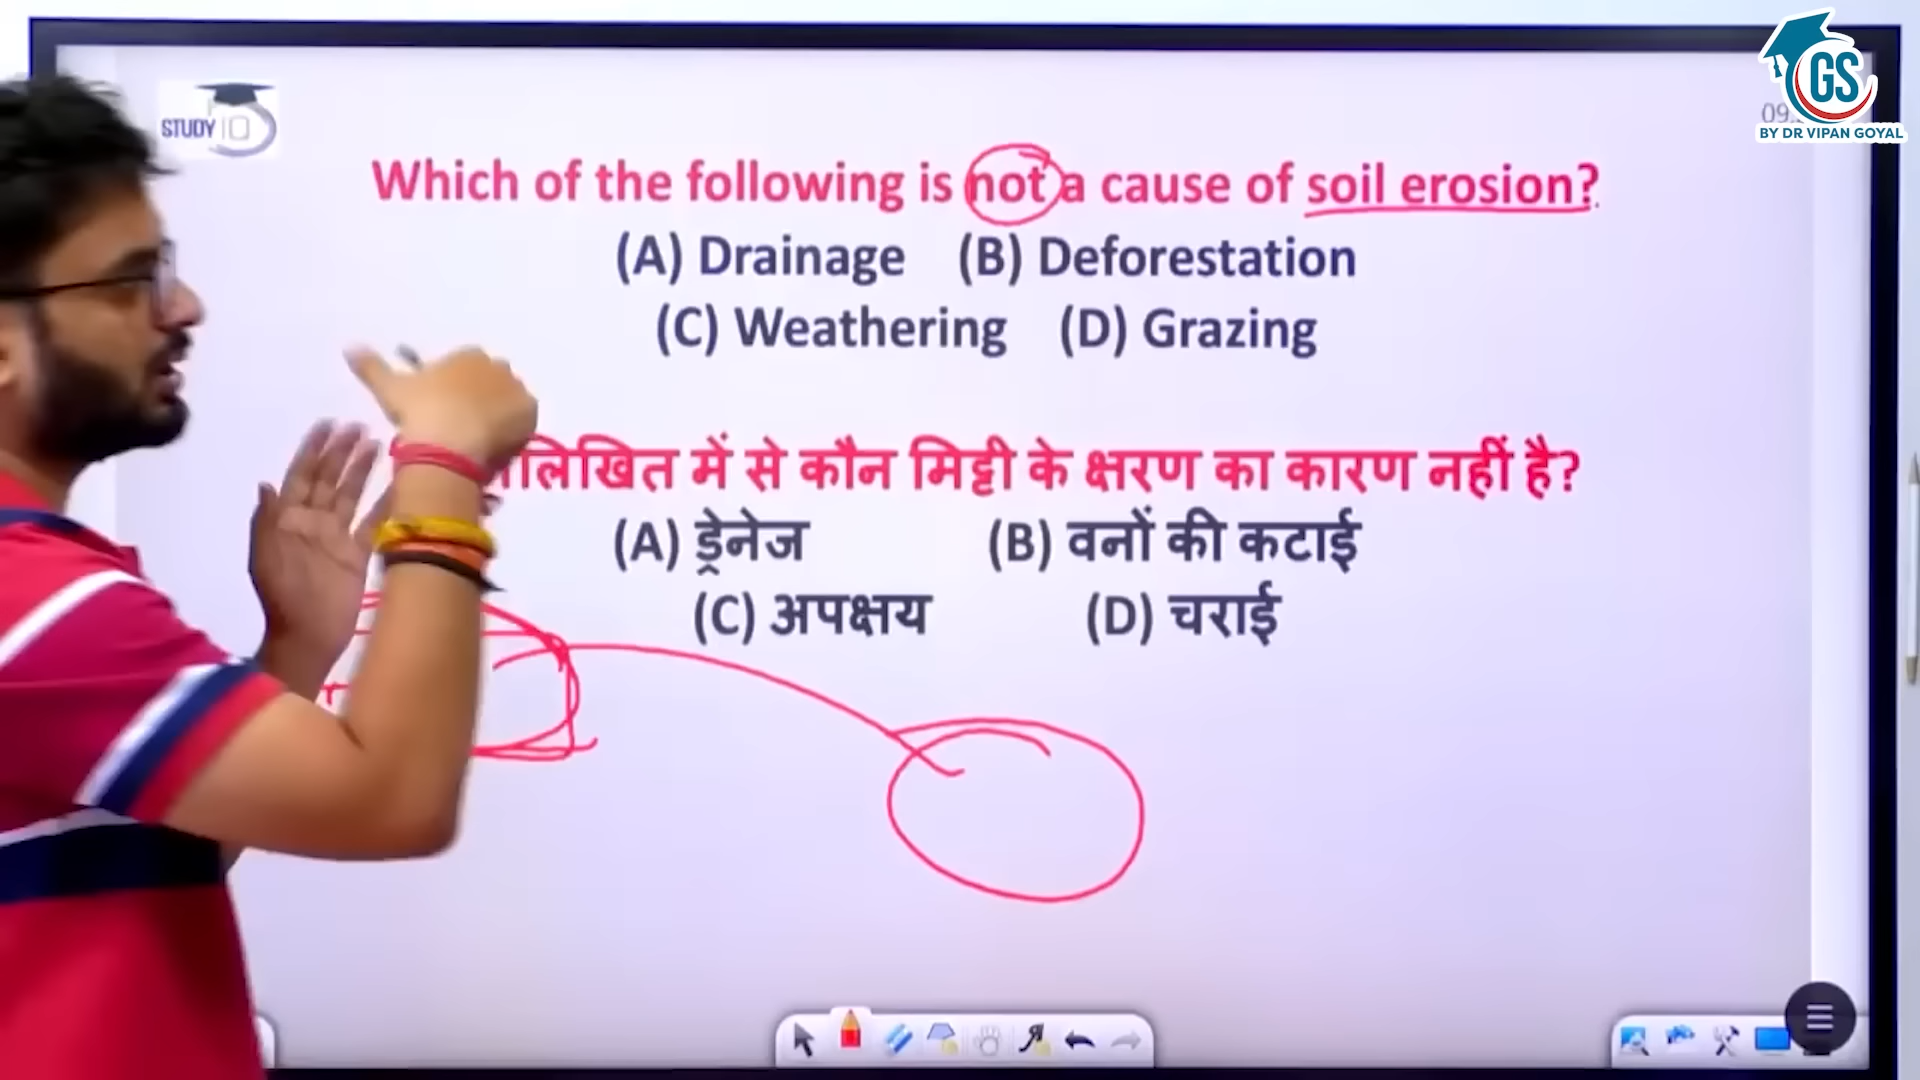 STUDY IQ
GS
BY DR VIPAN GOYAL
09.
Which of the following is not a cause of soil erosion?
(A) Drainage (B) Deforestation
(C) Weathering (D) Grazing
लिखित में से कौन मिट्टी के क्षरण का कारण नहीं है?
(A) ड्रेनेज (B) वनों की कटाई
(C) अपक्षय (D) चराई